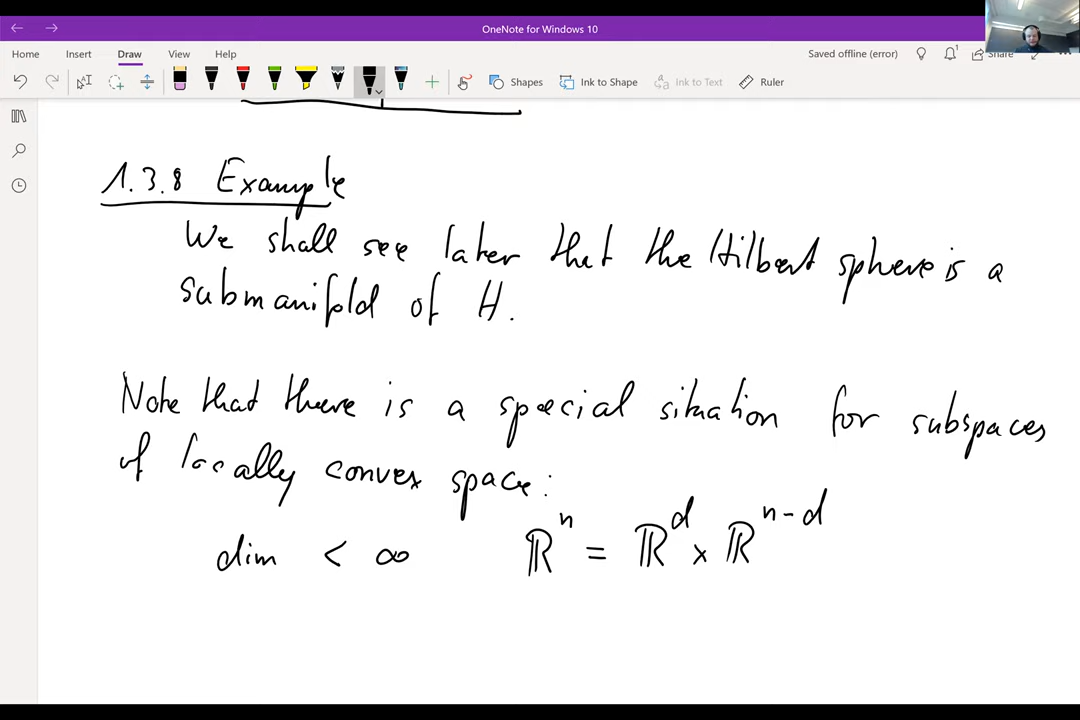 OneNote for Windows 10
Home Insert Draw View Help Saved offline (error) Share
Shapes Ink to Shape Ink to Text Ruler
1.3.8 Example
We shall see later that the Hilbert sphere is a
submanifold of H.
Note that there is a special situation for subspaces
of locally convex space:
dim < ∞ ℝⁿ = ℝᵈ × ℝⁿ⁻ᵈ